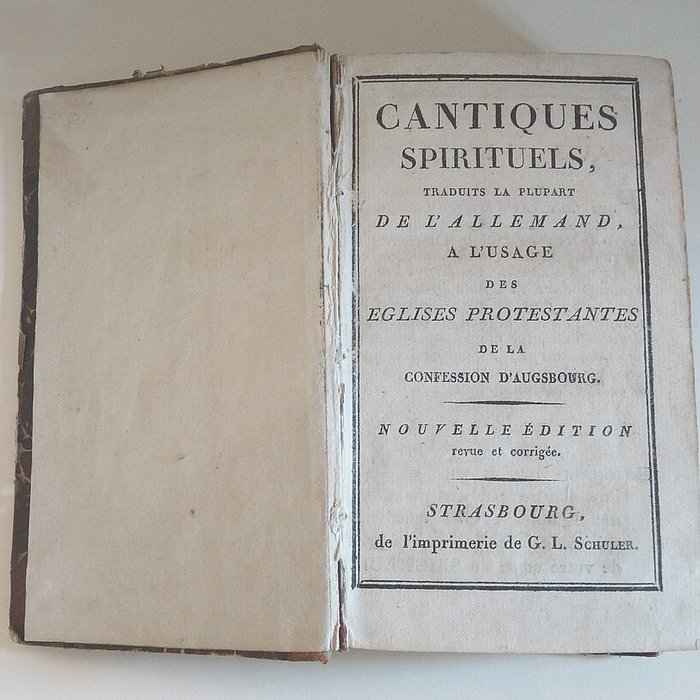 CANTIQUES
SPIRITUELS,
TRADUITS LA PLUPART
DE L'ALLEMAND,
A L'USAGE
DES
EGLISES PROTESTANTES
DE LA
CONFESSION D'AUGSBOURG.
NOUVELLE ÉDITION
revue et corrigée.
STRASBOURG,
de l'imprimerie de G. L. SCHULER.